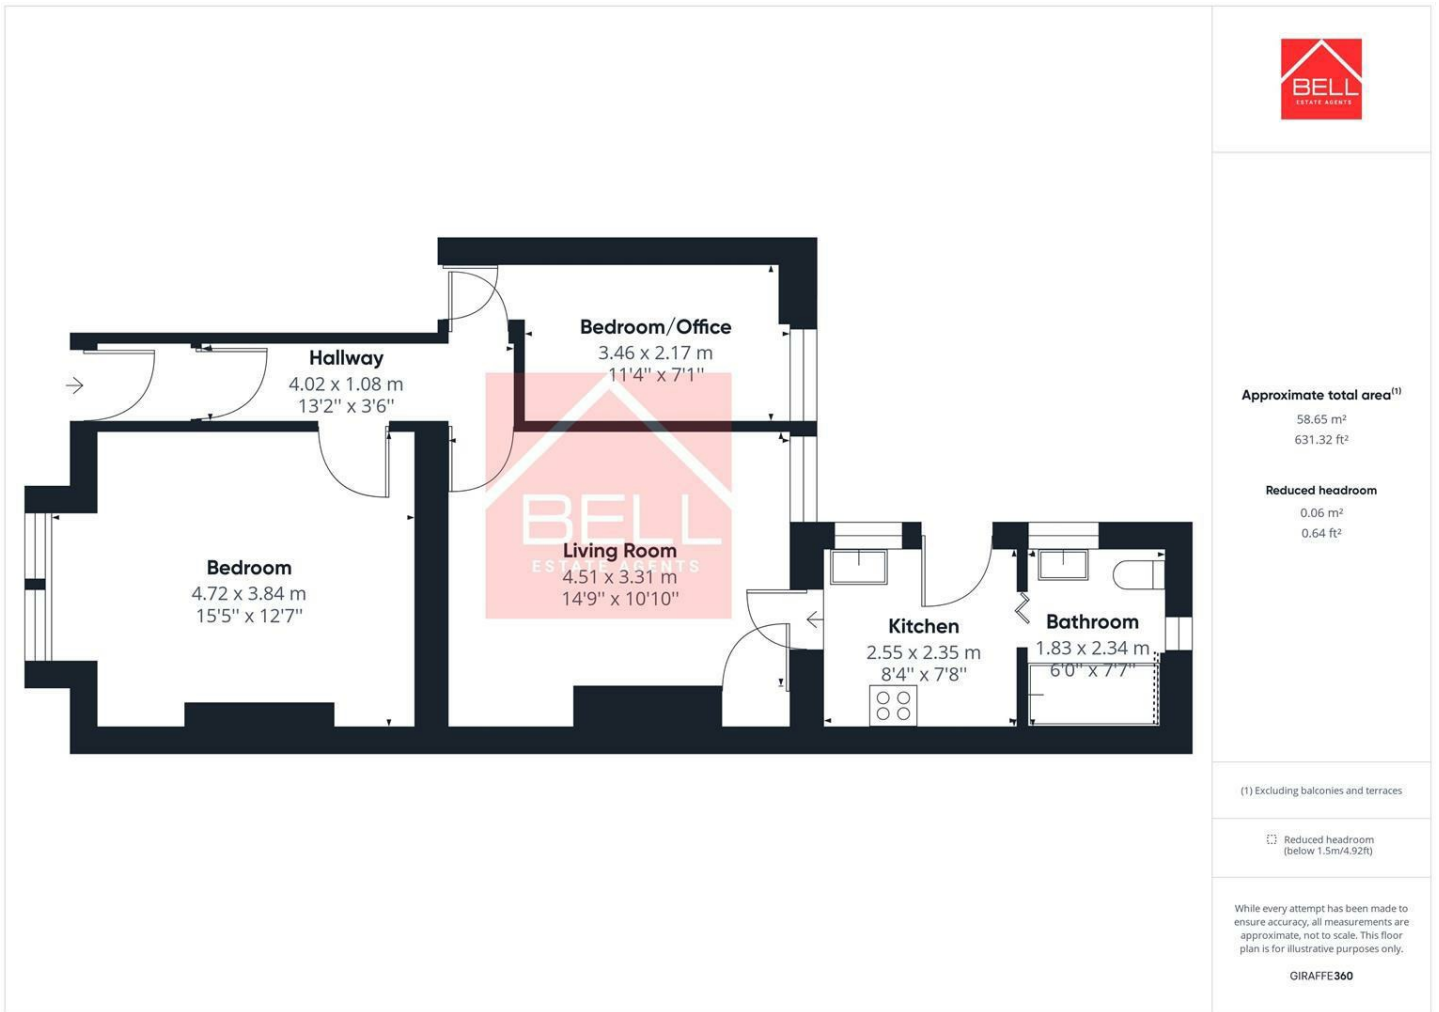 Bedroom/Office
3.46 x 2.17 m
11'4" x 7'1"
Hallway
4.02 x 1.08 m
13'2" x 3'6"
BELL
ESTATE AGENTS
Living Room
4.51 x 3.31 m
14'9" x 10'10"
Bedroom
4.72 x 3.84 m
15'5" x 12'7"
Kitchen
2.55 x 2.35 m
8'4" x 7'8"
Bathroom
1.83 x 2.34 m
6'0" x 7'7"
BELL
ESTATE AGENTS
Approximate total area(1)
58.65 m²
631.32 ft²
Reduced headroom
0.06 m²
0.64 ft²
(1) Excluding balconies and terraces
Reduced headroom
(below 1.5m/4.92ft)
While every attempt has been made to
ensure accuracy, all measurements are
approximate, not to scale. This floor
plan is for illustrative purposes only.
GIRAFFE360